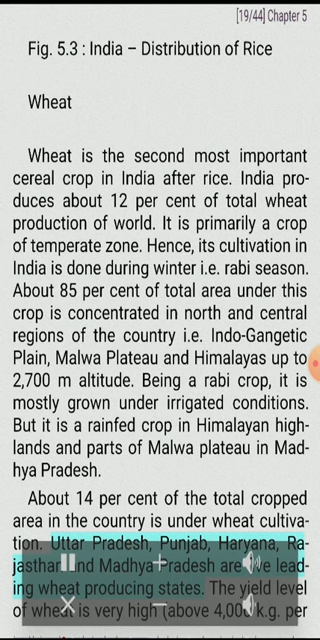 [19/44] Chapter 5
Fig. 5.3 : India – Distribution of Rice
Wheat
Wheat is the second most important
cereal crop in India after rice. India pro-
duces about 12 per cent of total wheat
production of world. It is primarily a crop
of temperate zone. Hence, its cultivation in
India is done during winter i.e. rabi season.
About 85 per cent of total area under this
crop is concentrated in north and central
regions of the country i.e. Indo-Gangetic
Plain, Malwa Plateau and Himalayas up to
2,700 m altitude. Being a rabi crop, it is
mostly grown under irrigated conditions.
But it is a rainfed crop in Himalayan high-
lands and parts of Malwa plateau in Mad-
hya Pradesh.
About 14 per cent of the total cropped
area in the country is under wheat cultiva-
tion. Uttar Pradesh, Punjab, Haryana, Ra-
jasthan and Madhya Pradesh are five lead-
ing wheat producing states. The yield level
of wheat is very high (above 4,000 k.g. per